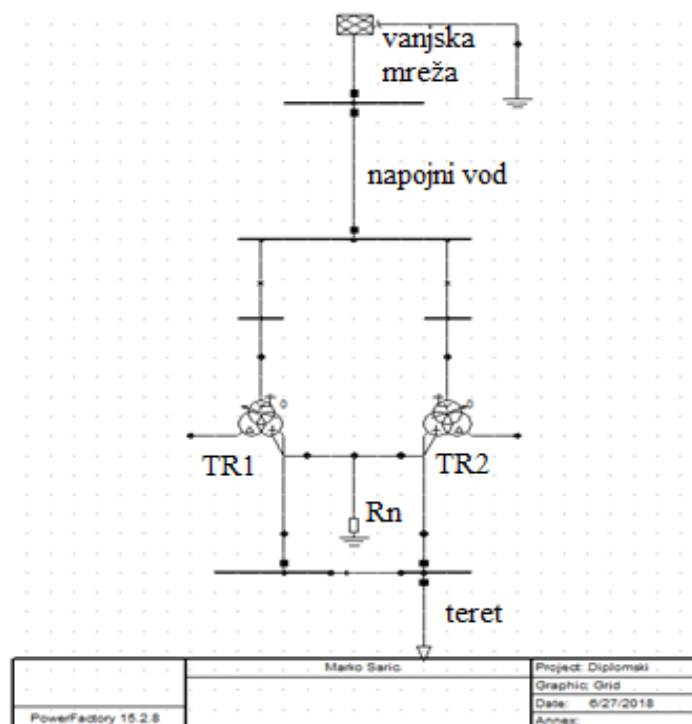 vanjska
mreža
napojni vod
TR1
TR2
Rn
teret
Marko Saric
Project: Diplomski
Graphic: Grid
Date: 6/27/2018
PowerFactory 15.2.8
Annex: